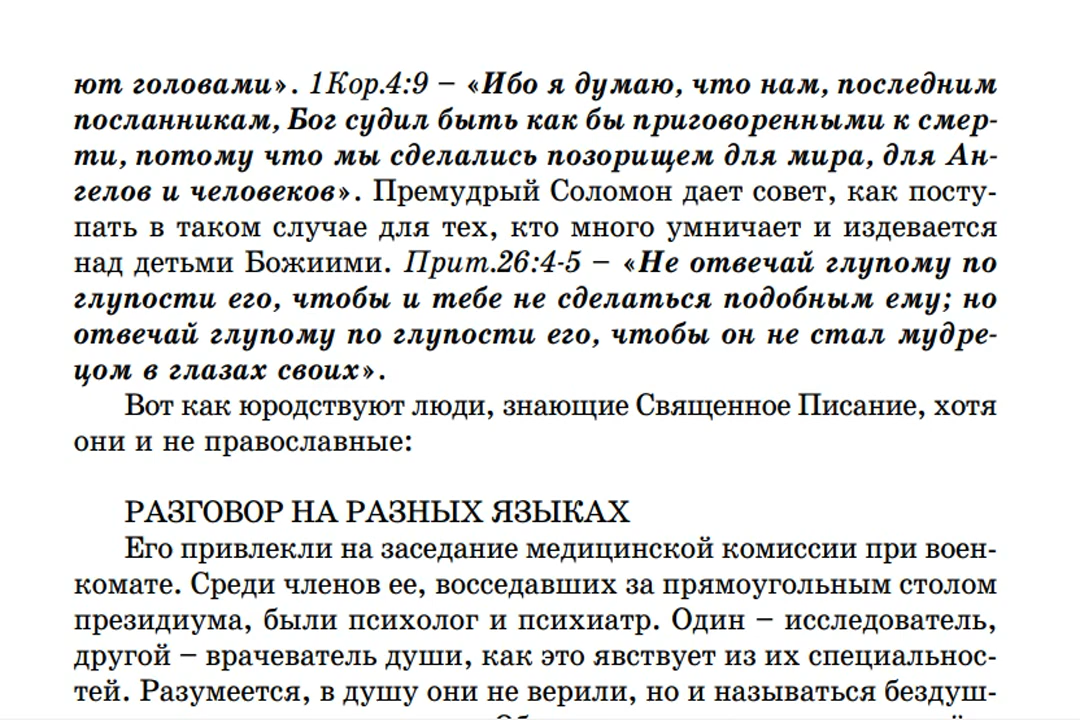 ют головами». 1Кор.4:9 – «Ибо я думаю, что нам, последним
посланникам, Бог судил быть как бы приговоренными к смер-
ти, потому что мы сделались позорищем для мира, для Ан-
гелов и человеков». Премудрый Соломон дает совет, как посту-
пать в таком случае для тех, кто много умничает и издевается
над детьми Божиими. Прит.26:4-5 – «Не отвечай глупому по
глупости его, чтобы и тебе не сделаться подобным ему; но
отвечай глупому по глупости его, чтобы он не стал мудре-
цом в глазах своих».
Вот как юродствуют люди, знающие Священное Писание, хотя
они и не православные:
РАЗГОВОР НА РАЗНЫХ ЯЗЫКАХ
Его привлекли на заседание медицинской комиссии при воен-
комате. Среди членов ее, восседавших за прямоугольным столом
президиума, были психолог и психиатр. Один – исследователь,
другой – врачеватель души, как это явствует из их специальнос-
тей. Разумеется, в душу они не верили, но и называться бездуш-